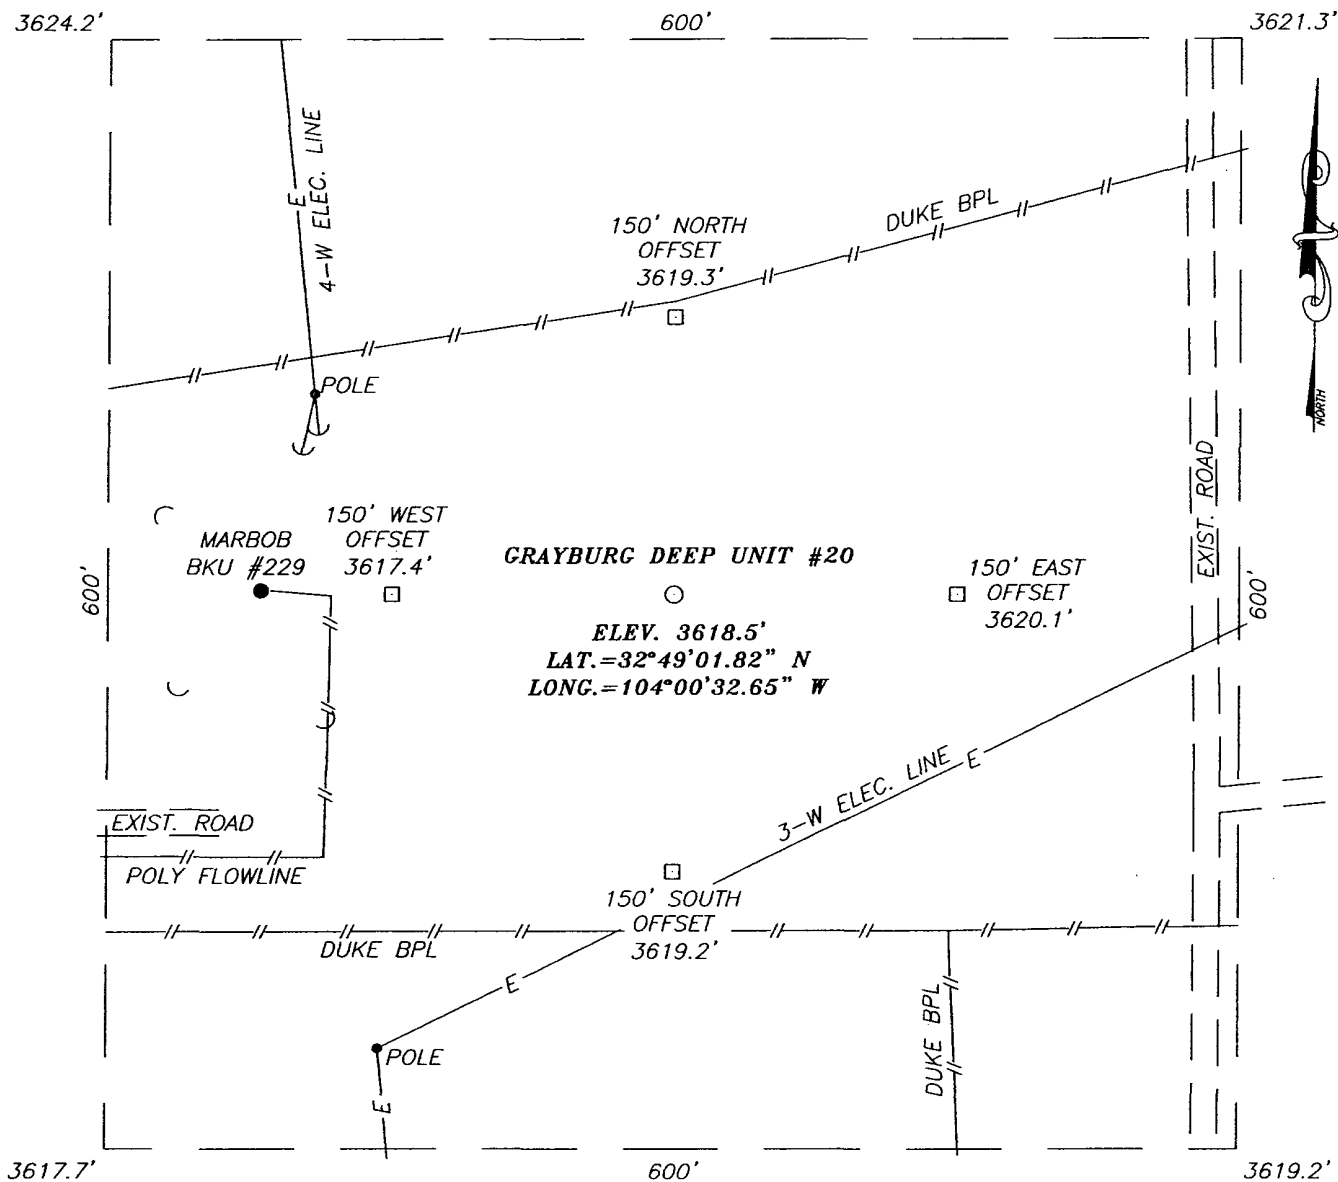 3624.2'
600'
3621.3'
4-W ELEC. LINE
E
150' NORTH
OFFSET
3619.3'
DUKE BPL
NORTH
POLE
EXIST. ROAD
MARBOB
BKU #229
150' WEST
OFFSET
3617.4'
GRAYBURG DEEP UNIT #20
150' EAST
OFFSET
3620.1'
600'
600'
ELEV. 3618.5'
LAT.=32°49'01.82" N
LONG.=104°00'32.65" W
3-W ELEC. LINE
E
EXIST. ROAD
POLY FLOWLINE
150' SOUTH
OFFSET
3619.2'
DUKE BPL
E
DUKE BPL
POLE
E
3617.7'
600'
3619.2'